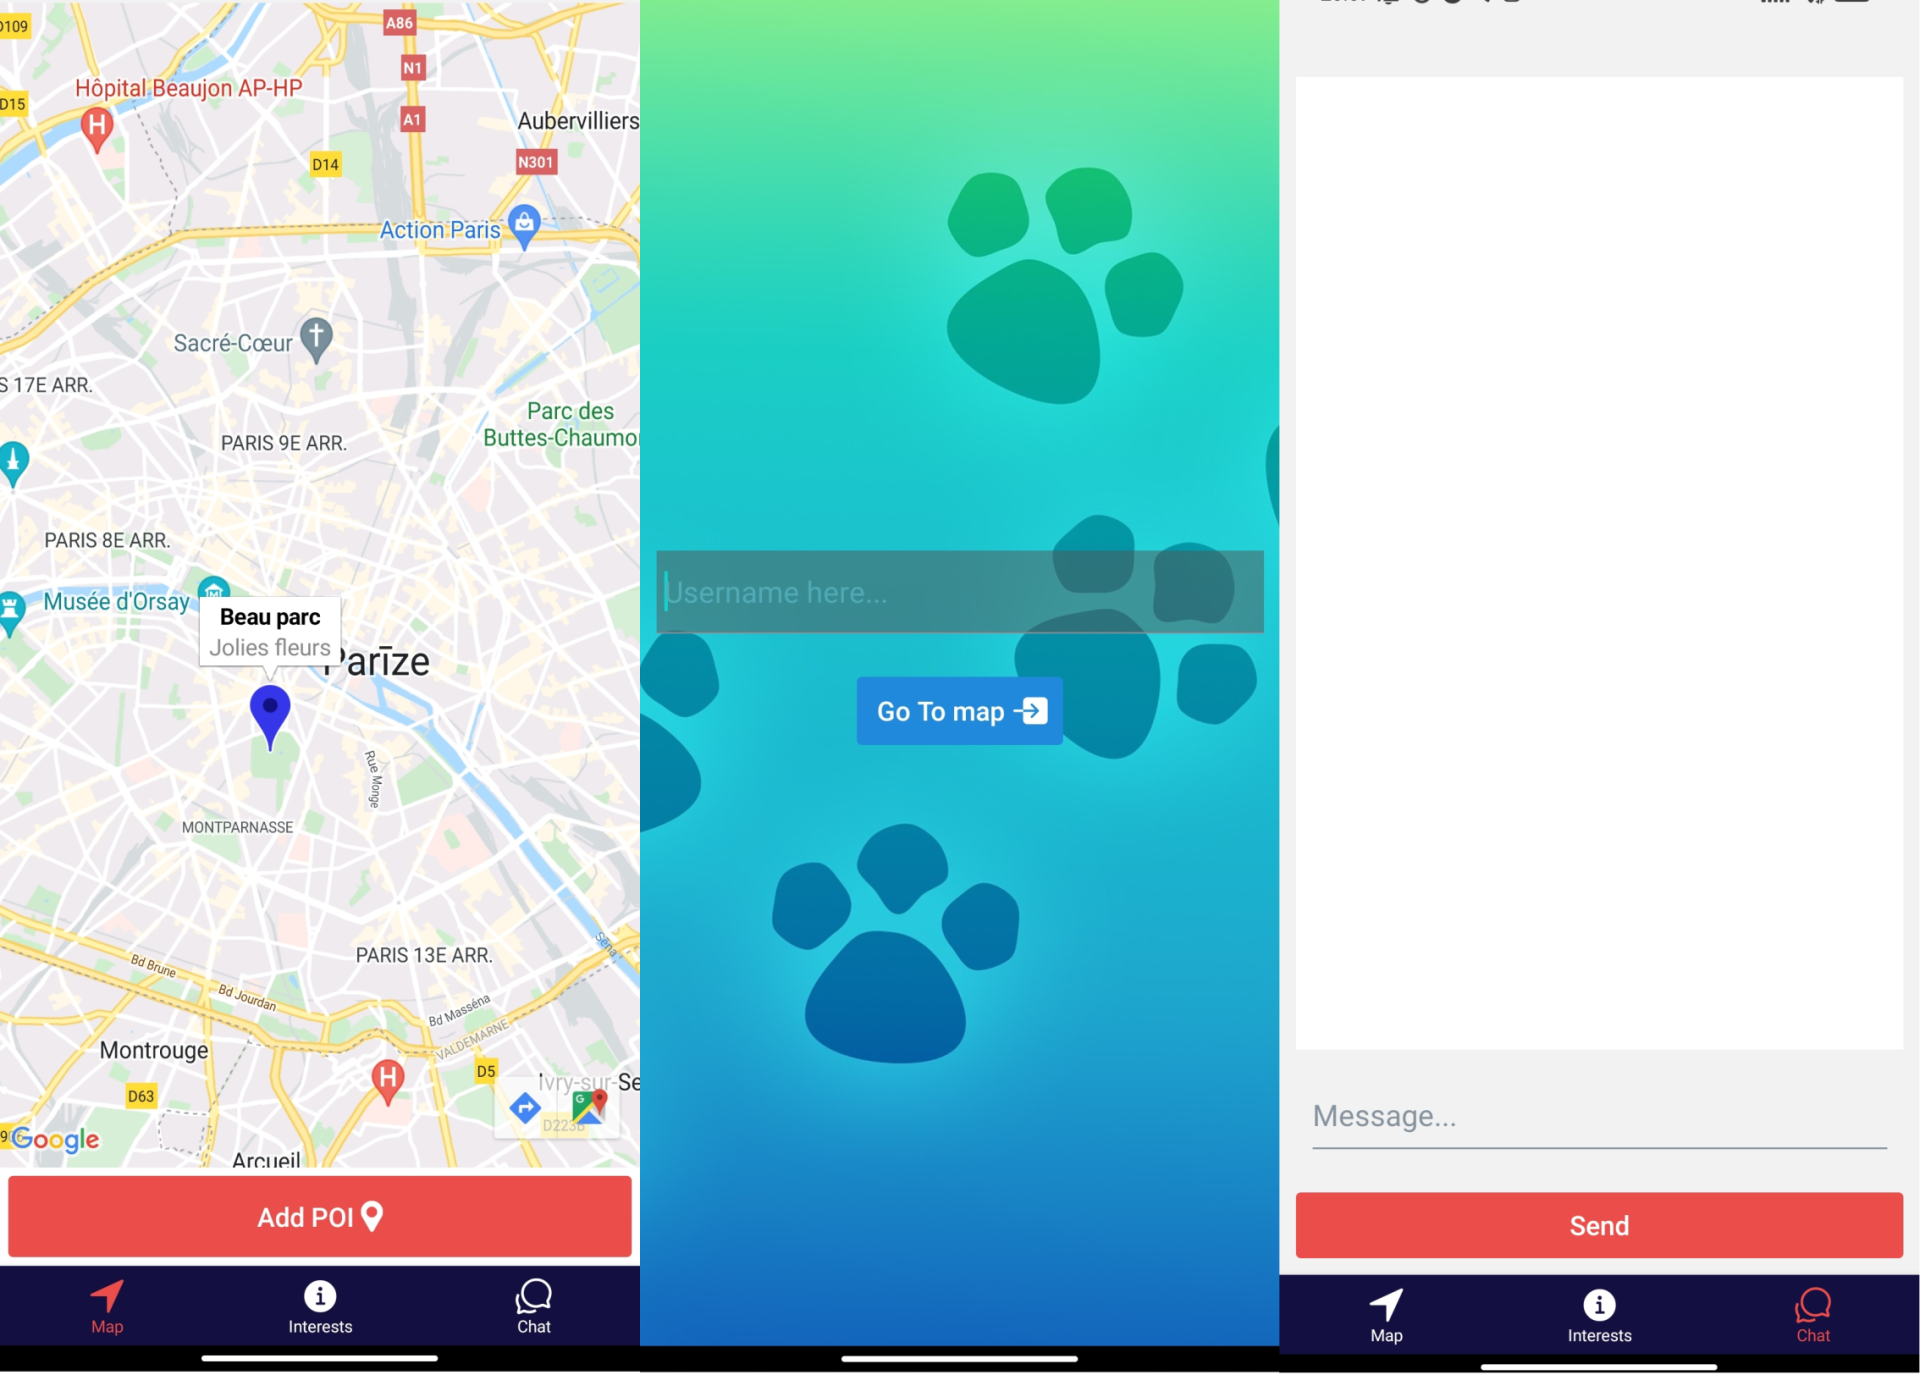 D109
A86
N1
Hôpital Beaujon AP-HP
D15
H
A1
Aubervilliers
D14
N301
Action Paris
Sacré-Cœur
S 17E ARR.
Parc des
Buttes-Chaumo
PARIS 9E ARR.
PARIS 8E ARR.
Musée d'Orsay
M
Beau parc
Jolies fleurs
Parīze
Rue Monge
MONTPARNASSE
PARIS 13E ARR.
Sēna
Bd Brune
Bd Jourdan
Bd Masséna
VALDEMARNE
Montrouge
H
D5
Ivry-sur-Se
D63
G
D223B
Google
Arcueil
Add POI
Map
Interests
Chat
Username here...
Go To map
Message...
Send
Map
Interests
Chat